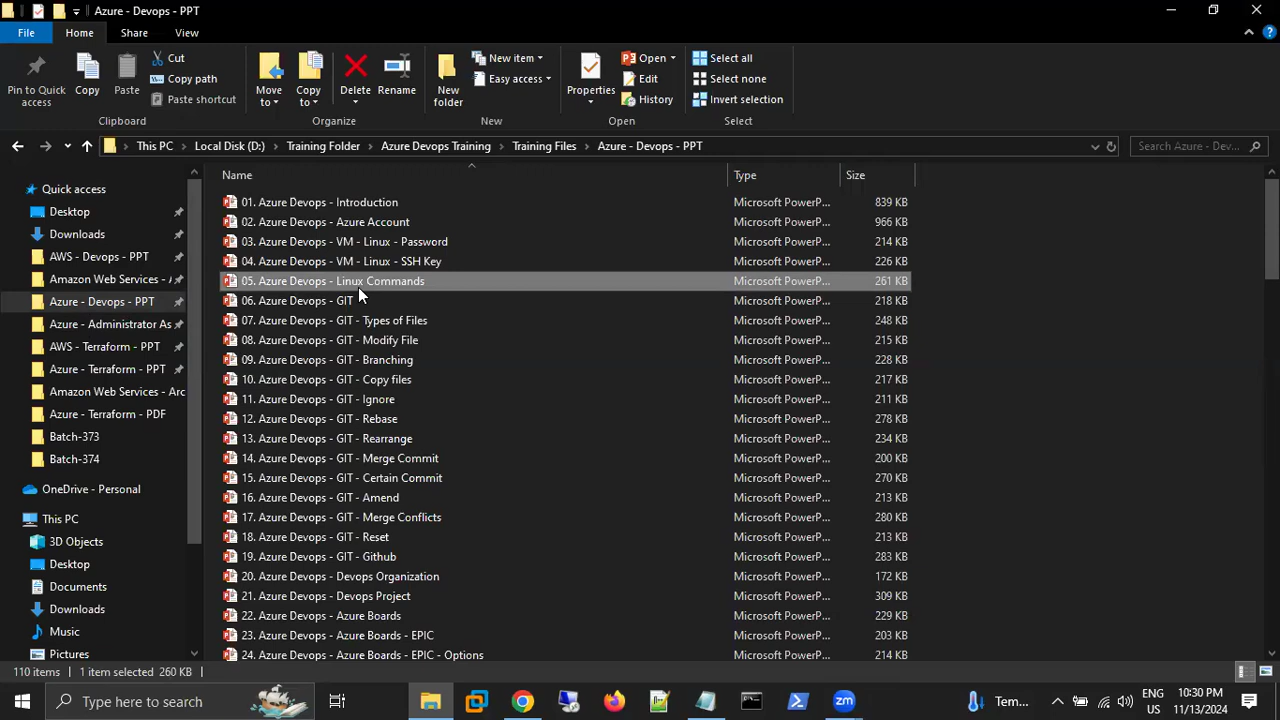 Azure - Devops - PPT
File
Home
Share
View
Pin to Quick access
Copy
Paste
Cut
Copy path
Paste shortcut
Move to
Copy to
Delete
Rename
New folder
New item
Easy access
Properties
Open
Edit
History
Select all
Select none
Invert selection
Clipboard
Organize
New
Open
Select
This PC
Local Disk (D:)
Training Folder
Azure Devops Training
Training Files
Azure - Devops - PPT
Search Azure - Dev...
Quick access
Desktop
Downloads
AWS - Devops - PPT
Amazon Web Services - A
Azure - Devops - PPT
Azure - Administrator As
AWS - Terraform - PPT
Azure - Terraform - PPT
Amazon Web Services - Arc
Azure - Terraform - PDF
Batch-373
Batch-374
OneDrive - Personal
This PC
3D Objects
Desktop
Documents
Downloads
Music
Pictures
Name Type Size
01. Azure Devops - Introduction Microsoft PowerP... 839 KB
02. Azure Devops - Azure Account Microsoft PowerP... 966 KB
03. Azure Devops - VM - Linux - Password Microsoft PowerP... 214 KB
04. Azure Devops - VM - Linux - SSH Key Microsoft PowerP... 226 KB
05. Azure Devops - Linux Commands Microsoft PowerP... 261 KB
06. Azure Devops - GIT Microsoft PowerP... 218 KB
07. Azure Devops - GIT - Types of Files Microsoft PowerP... 248 KB
08. Azure Devops - GIT - Modify File Microsoft PowerP... 215 KB
09. Azure Devops - GIT - Branching Microsoft PowerP... 228 KB
10. Azure Devops - GIT - Copy files Microsoft PowerP... 217 KB
11. Azure Devops - GIT - Ignore Microsoft PowerP... 211 KB
12. Azure Devops - GIT - Rebase Microsoft PowerP... 278 KB
13. Azure Devops - GIT - Rearrange Microsoft PowerP... 234 KB
14. Azure Devops - GIT - Merge Commit Microsoft PowerP... 200 KB
15. Azure Devops - GIT - Certain Commit Microsoft PowerP... 270 KB
16. Azure Devops - GIT - Amend Microsoft PowerP... 213 KB
17. Azure Devops - GIT - Merge Conflicts Microsoft PowerP... 280 KB
18. Azure Devops - GIT - Reset Microsoft PowerP... 213 KB
19. Azure Devops - GIT - Github Microsoft PowerP... 283 KB
20. Azure Devops - Devops Organization Microsoft PowerP... 172 KB
21. Azure Devops - Devops Project Microsoft PowerP... 309 KB
22. Azure Devops - Azure Boards Microsoft PowerP... 229 KB
23. Azure Devops - Azure Boards - EPIC Microsoft PowerP... 203 KB
24. Azure Devops - Azure Boards - EPIC - Options Microsoft PowerP... 214 KB
110 items 1 item selected 260 KB
Type here to search
zm
Tem...
ENG
US
10:30 PM
11/13/2024